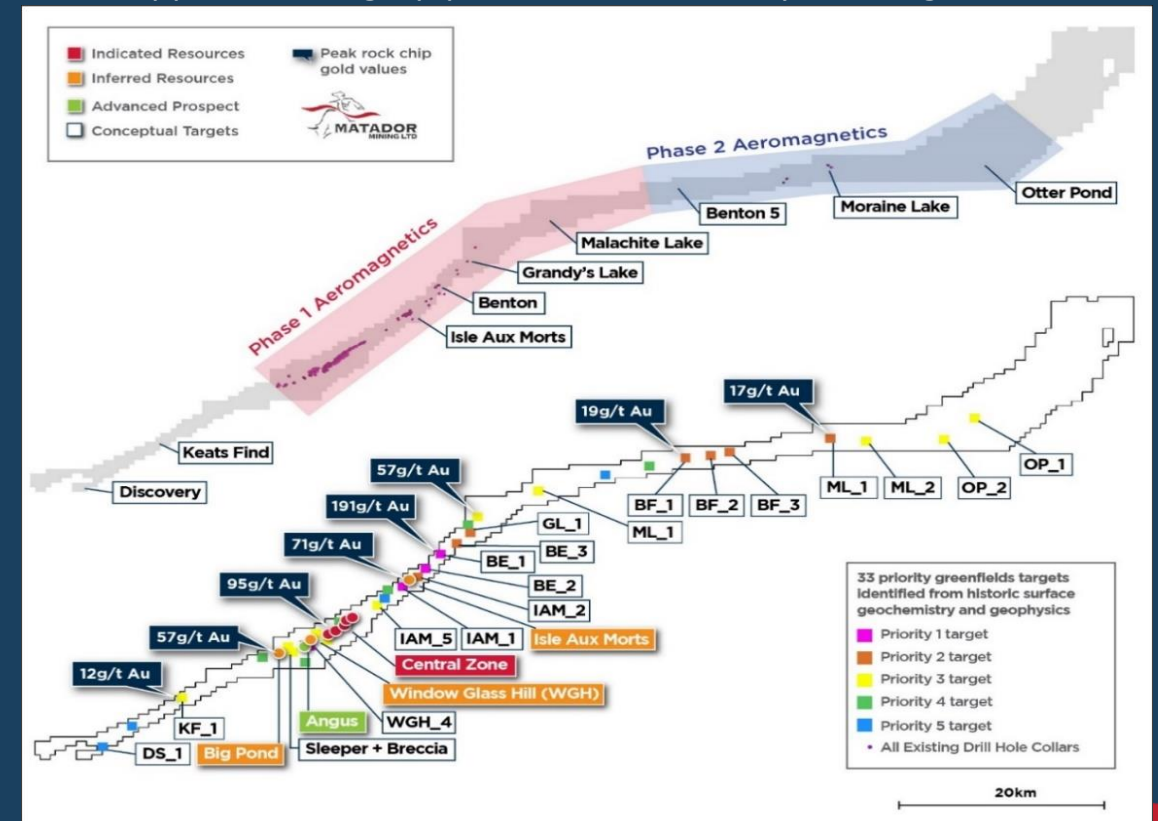 Indicated Resources
Inferred Resources
Advanced Prospect
Conceptual Targets
Peak rock chip
gold values
MATADOR
MINING LTD
Phase 2 Aeromagnetics
Phase 1 Aeromagnetics
Otter Pond
Moraine Lake
Benton 5
Malachite Lake
Grandy's Lake
Benton
Isle Aux Morts
Keats Find
Discovery
17g/t Au
19g/t Au
57g/t Au
191g/t Au
71g/t Au
95g/t Au
57g/t Au
12g/t Au
OP_1
ML_1
ML_2
OP_2
BF_1
BF_2
BF_3
ML_1
GL_1
BE_3
BE_1
BE_2
IAM_2
IAM_5
IAM_1
Isle Aux Morts
Central Zone
Window Glass Hill (WGH)
Angus
WGH_4
KF_1
Sleeper + Breccia
DS_1
Big Pond
33 priority greenfields targets
identified from historic surface
geochemistry and geophysics
Priority 1 target
Priority 2 target
Priority 3 target
Priority 4 target
Priority 5 target
All Existing Drill Hole Collars
20km